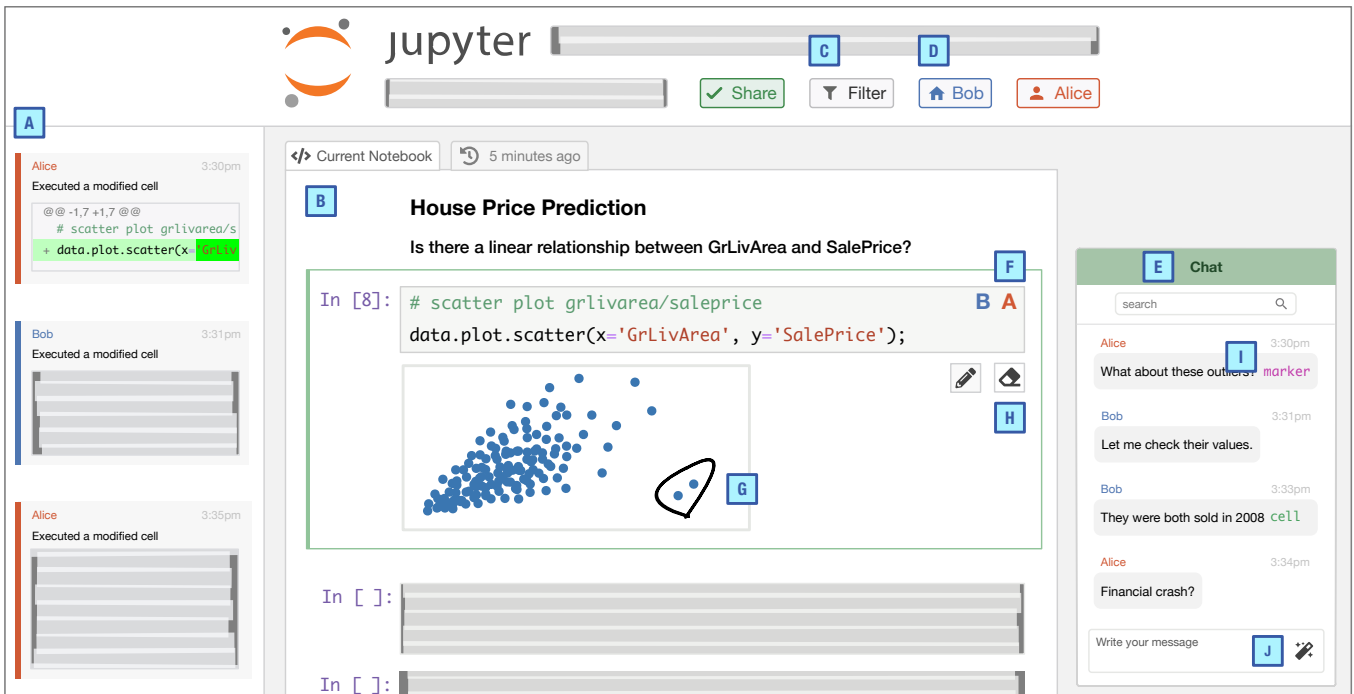 jupyter
C
D
Share
Filter
Bob
Alice
A
Alice 3:30pm
Executed a modified cell
@@ -1,7 +1,7 @@
# scatter plot grlivarea/s
+ data.plot.scatter(x='GrLiv
Bob 3:31pm
Executed a modified cell
Alice 3:35pm
Executed a modified cell
</> Current Notebook
5 minutes ago
B
House Price Prediction
Is there a linear relationship between GrLivArea and SalePrice?
F
In [8]:
# scatter plot grlivarea/saleprice
B A
data.plot.scatter(x='GrLivArea', y='SalePrice');
H
G
In [ ]:
In [ ]:
E
Chat
search
Alice 3:30pm
I
What about these outliers? marker
Bob 3:31pm
Let me check their values.
Bob 3:33pm
They were both sold in 2008 cell
Alice 3:34pm
Financial crash?
Write your message
J